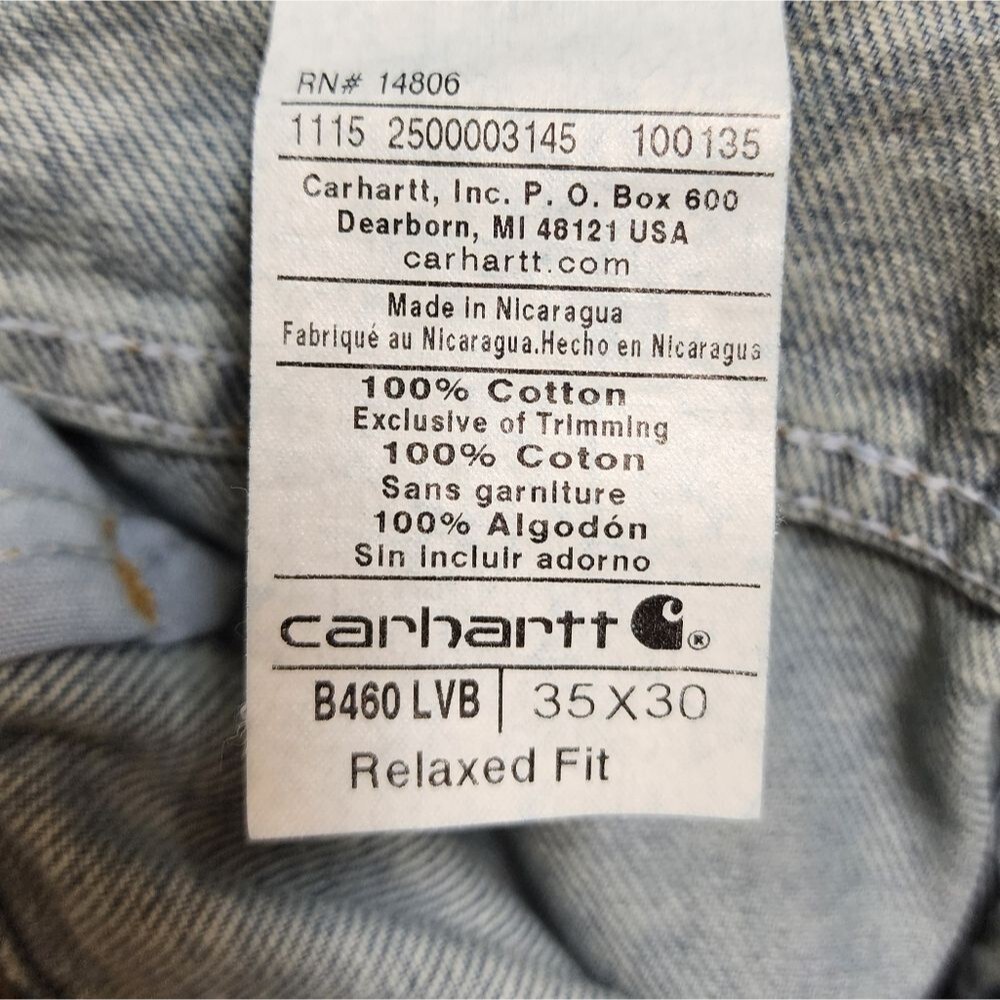 RN# 14806
1115 2500003145 100135
Carhartt, Inc. P. O. Box 600
Dearborn, MI 48121 USA
carhartt.com
Made in Nicaragua
Fabriqué au Nicaragua.Hecho en Nicaragua
100% Cotton
Exclusive of Trimming
100% Coton
Sans garniture
100% Algodón
Sin incluir adorno
carhartt ®
B460 LVB 35X30
Relaxed Fit